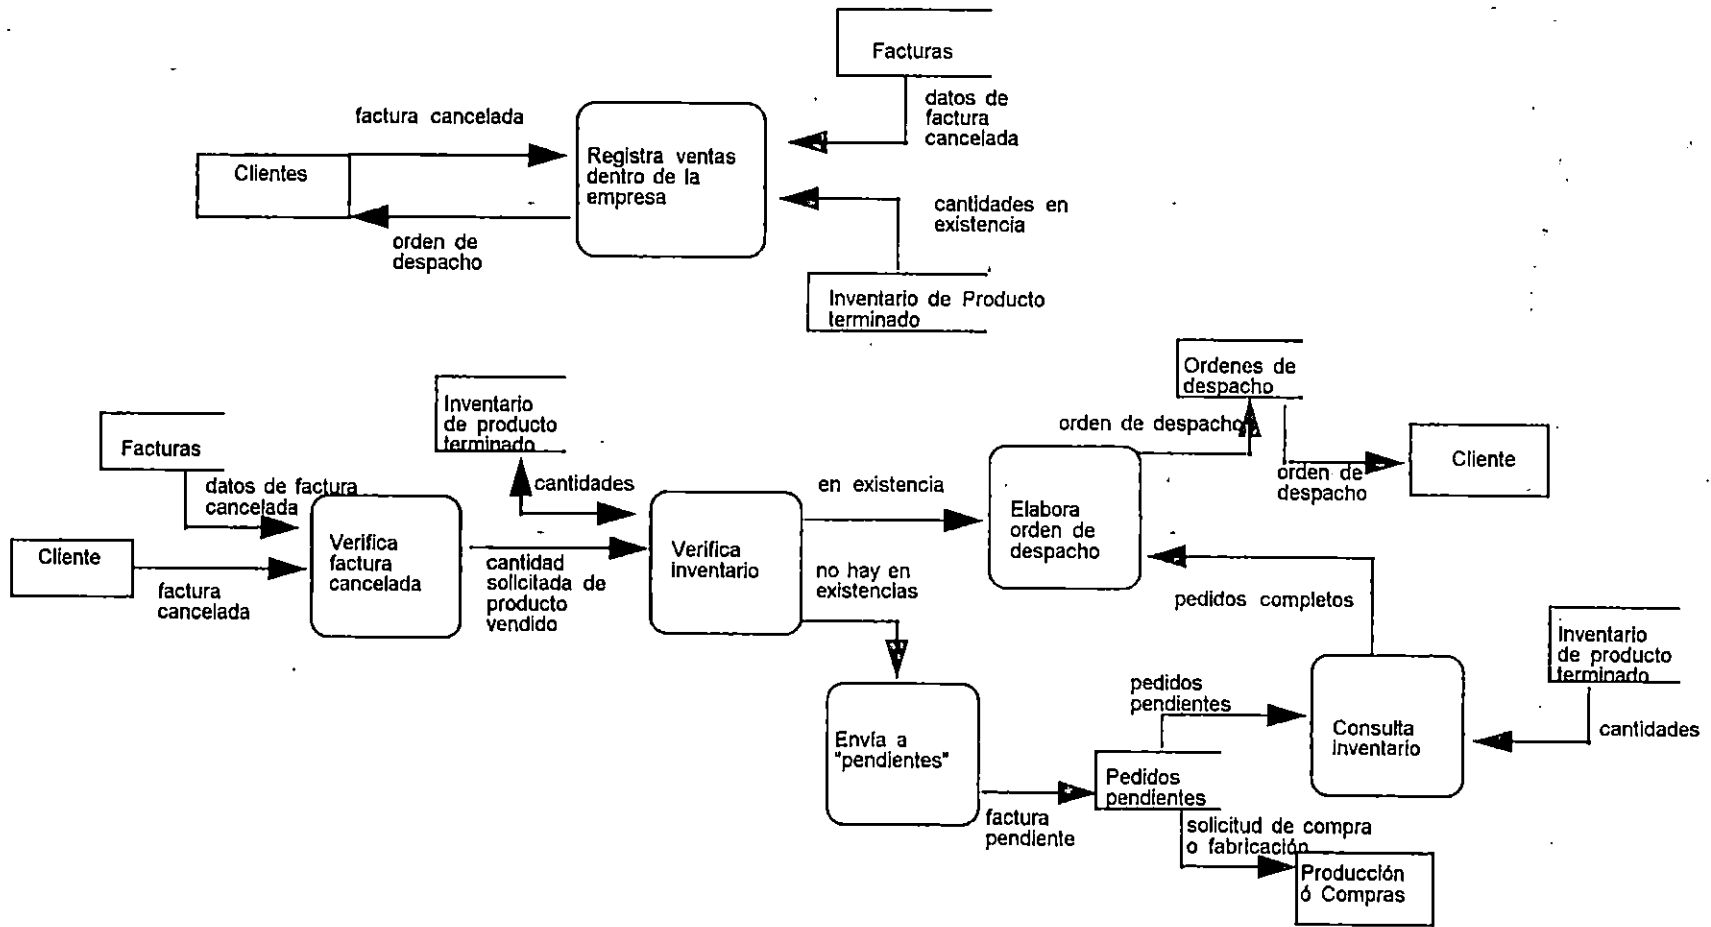 Facturas
datos de
factura
cancelada
factura cancelada
Clientes
Registra ventas
dentro de la
empresa
orden de
despacho
cantidades en
existencia
Inventario de Producto
terminado
Ordenes de
despacho
Inventario
de producto
terminado
Facturas
orden de despacho
Cliente
datos de factura
cancelada
cantidades
en existencia
orden de
despacho
Elabora
orden de
despacho
Cliente
Verifica
factura
cancelada
Verifica
inventario
factura
cancelada
cantidad
solicitada de
producto
vendido
no hay en
existencias
pedidos completos
Inventario
de producto
terminado
pedidos
pendientes
Consulta
inventario
cantidades
Envía a
"pendientes"
Pedidos
pendientes
factura
pendiente
solicitud de compra
o fabricación
Producción
ó Compras